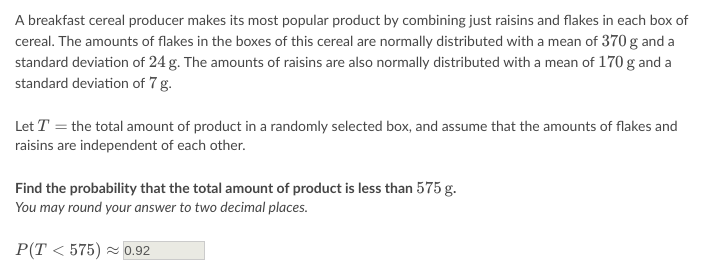 A breakfast cereal producer makes its most popular product by combining just raisins and flakes in each box of
cereal. The amounts of flakes in the boxes of this cereal are normally distributed with a mean of 370 g and a
standard deviation of 24 g. The amounts of raisins are also normally distributed with a mean of 170 g and a
standard deviation of 7 g.
Let T = the total amount of product in a randomly selected box, and assume that the amounts of flakes and
raisins are independent of each other.
Find the probability that the total amount of product is less than 575 g.
You may round your answer to two decimal places.
P(T < 575) ≈ 0.92